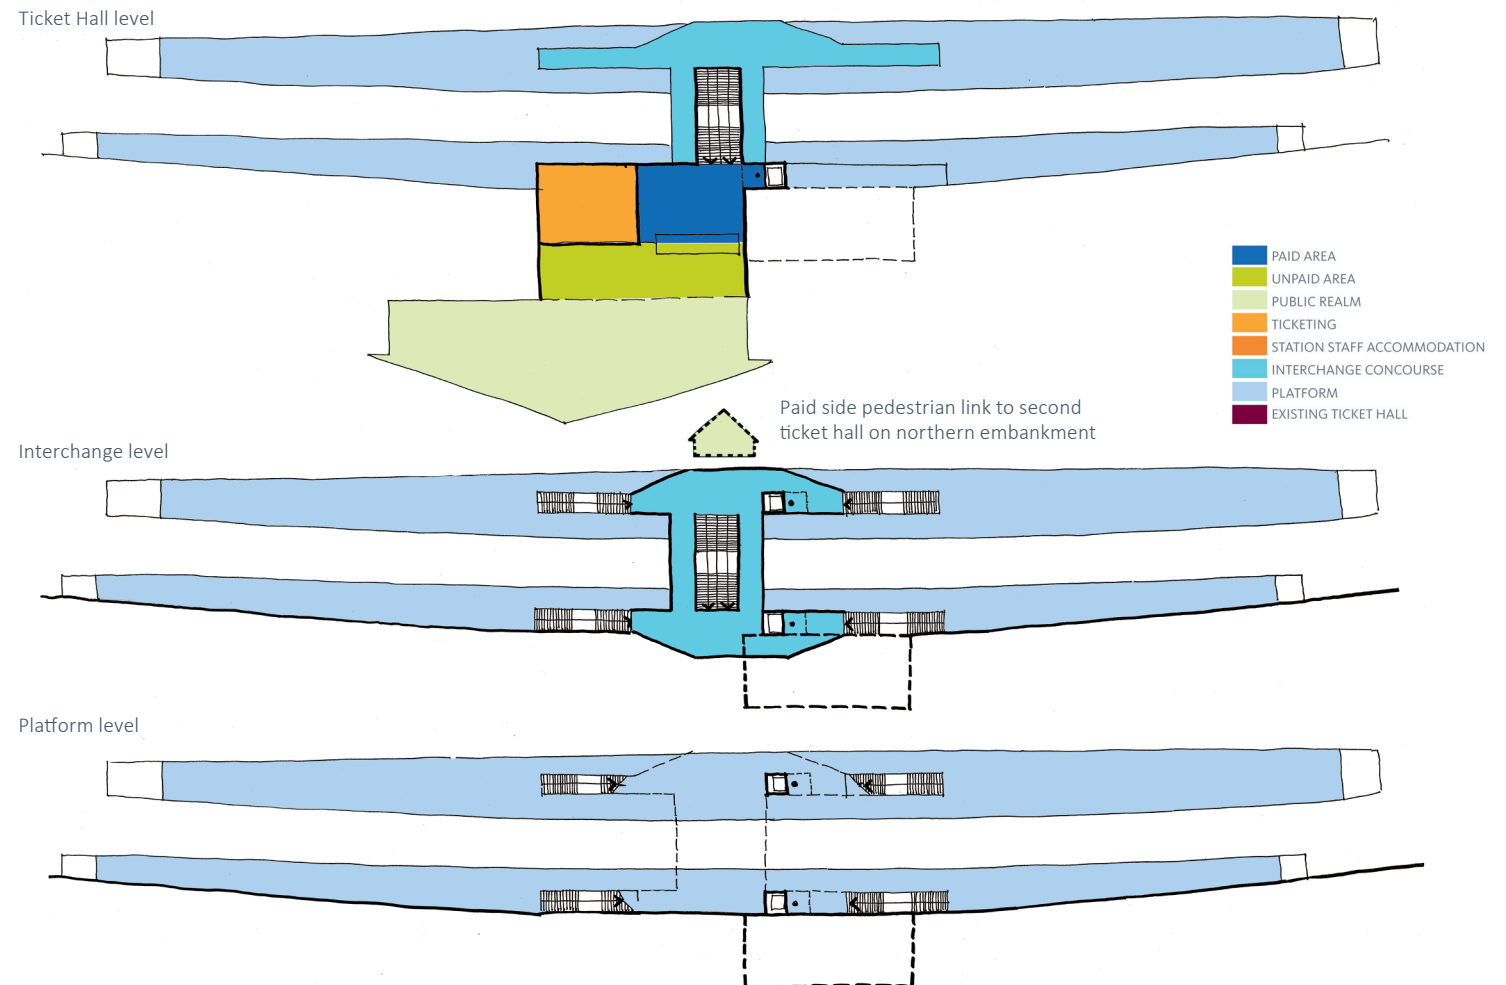 Ticket Hall level
PAID AREA
UNPAID AREA
PUBLIC REALM
TICKETING
STATION STAFF ACCOMMODATION
INTERCHANGE CONCOURSE
PLATFORM
EXISTING TICKET HALL
Paid side pedestrian link to second
ticket hall on northern embankment
Interchange level
Platform level